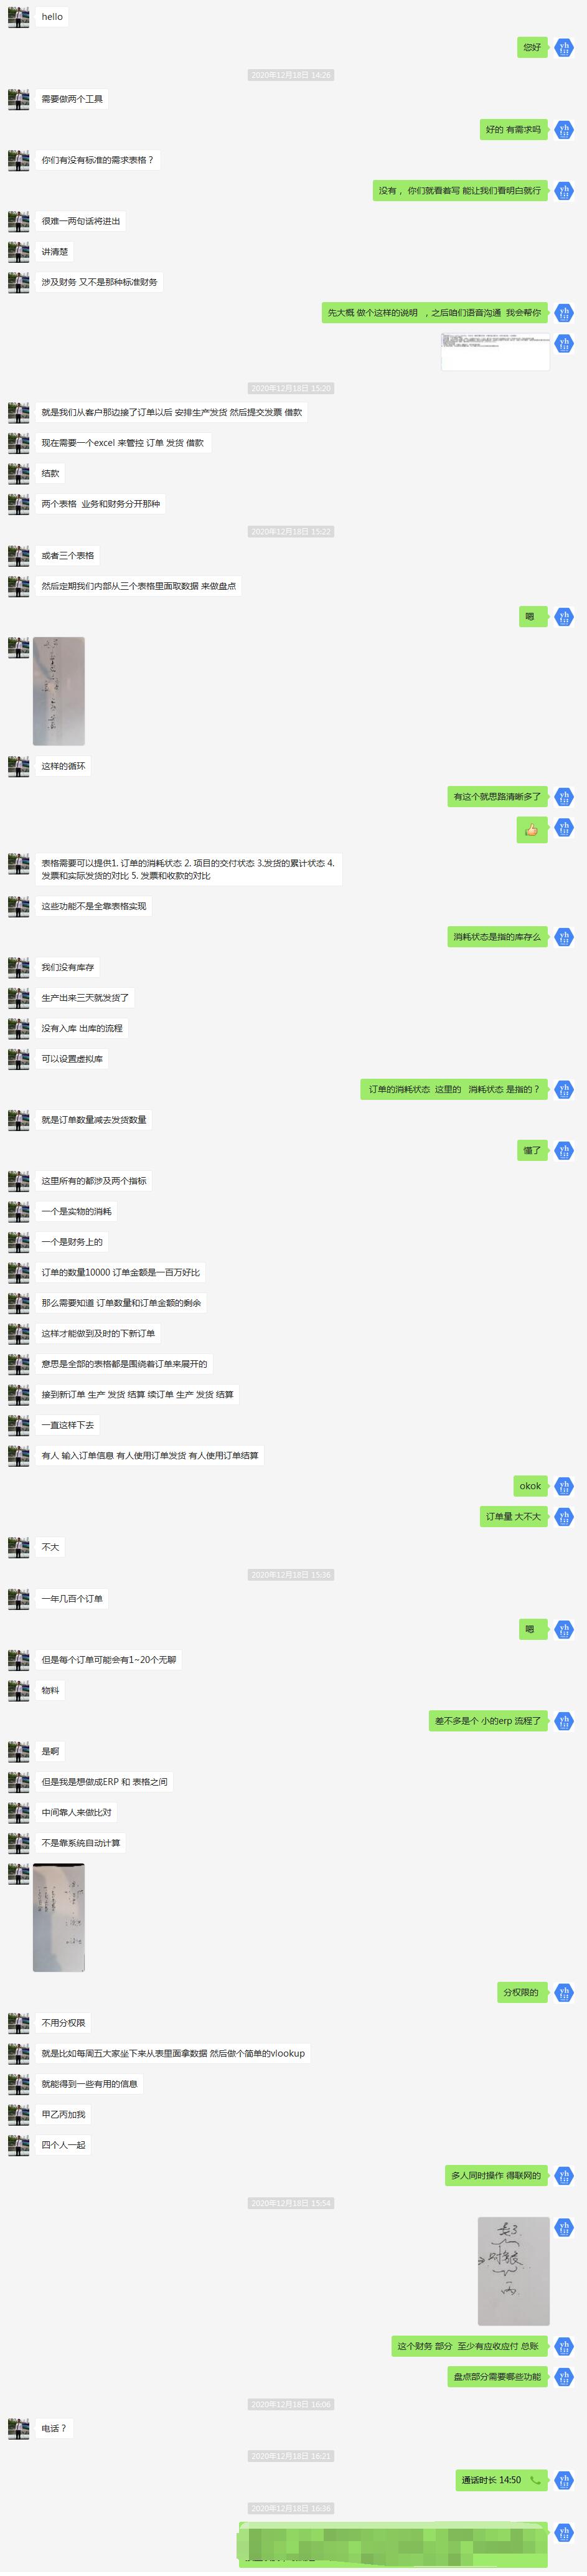 hello
您好
2020年12月18日 14:26
需要做两个工具
好的 有需求吗
你们有没有标准的需求表格？
没有 ，你们就看着写 能让我们看明白就行
很难一两句话将进出
讲清楚
涉及财务 又不是那种标准财务
先大概 做个这样的说明 ，之后咱们语音沟通 我会帮你
2020年12月18日 15:20
就是我们从客户那边接了订单以后 安排生产发货 然后提交发票 借款
现在需要一个excel 来管控 订单 发货 借款
结款
两个表格 业务和财务分开那种
2020年12月18日 15:22
或者三个表格
然后定期我们内部从三个表格里面取数据 来做盘点
嗯
这样的循环
有这个就思路清晰多了
表格需要可以提供1. 订单的消耗状态 2. 项目的交付状态 3.发货的累计状态 4.
发票和实际发货的对比 5. 发票和收款的对比
这些功能不是全靠表格实现
消耗状态是指的库存么
我们没有库存
生产出来三天就发货了
没有入库 出库的流程
可以设置虚拟库
订单的消耗状态 这里的 消耗状态 是指的？
就是订单数量减去发货数量
懂了
这里所有的都涉及两个指标
一个是实物的消耗
一个是财务上的
订单的数量10000 订单金额是一百万好比
那么需要知道 订单数量和订单金额的剩余
这样才能做到及时的下新订单
意思是全部的表格都是围绕着订单来展开的
接到新订单 生产 发货 结算 续订单 生产 发货 结算
一直这样下去
有人 输入订单信息 有人使用订单发货 有人使用订单结算
okok
订单量 大不大
不大
2020年12月18日 15:36
一年几百个订单
嗯
但是每个订单可能会有1~20个无聊
物料
差不多是个 小的erp 流程了
是啊
但是我是想做成ERP 和 表格之间
中间靠人来做比对
不是靠系统自动计算
分权限的
不用分权限
就是比如每周五大家坐下来从表里面拿数据 然后做个简单的vlookup
就能得到一些有用的信息
甲乙丙加我
四个人一起
多人同时操作 得联网的
2020年12月18日 15:54
这个财务 部分 至少有应收应付 总账
盘点部分需要哪些功能
2020年12月18日 16:06
电话？
2020年12月18日 16:21
通话时长 14:50
2020年12月18日 16:36